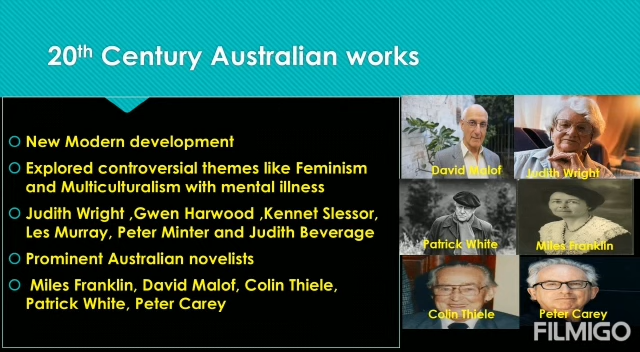 20th Century Australian works
New Modern development
Explored controversial themes like Feminism
and Multiculturalism with mental illness
Judith Wright ,Gwen Harwood ,Kennet Slessor,
Les Murray, Peter Minter and Judith Beverage
Prominent Australian novelists
Miles Franklin, David Malof, Colin Thiele,
Patrick White, Peter Carey
David Malof
Judith Wright
Patrick White
Miles Franklin
Colin Thiele
Peter Carey
FILMIGO